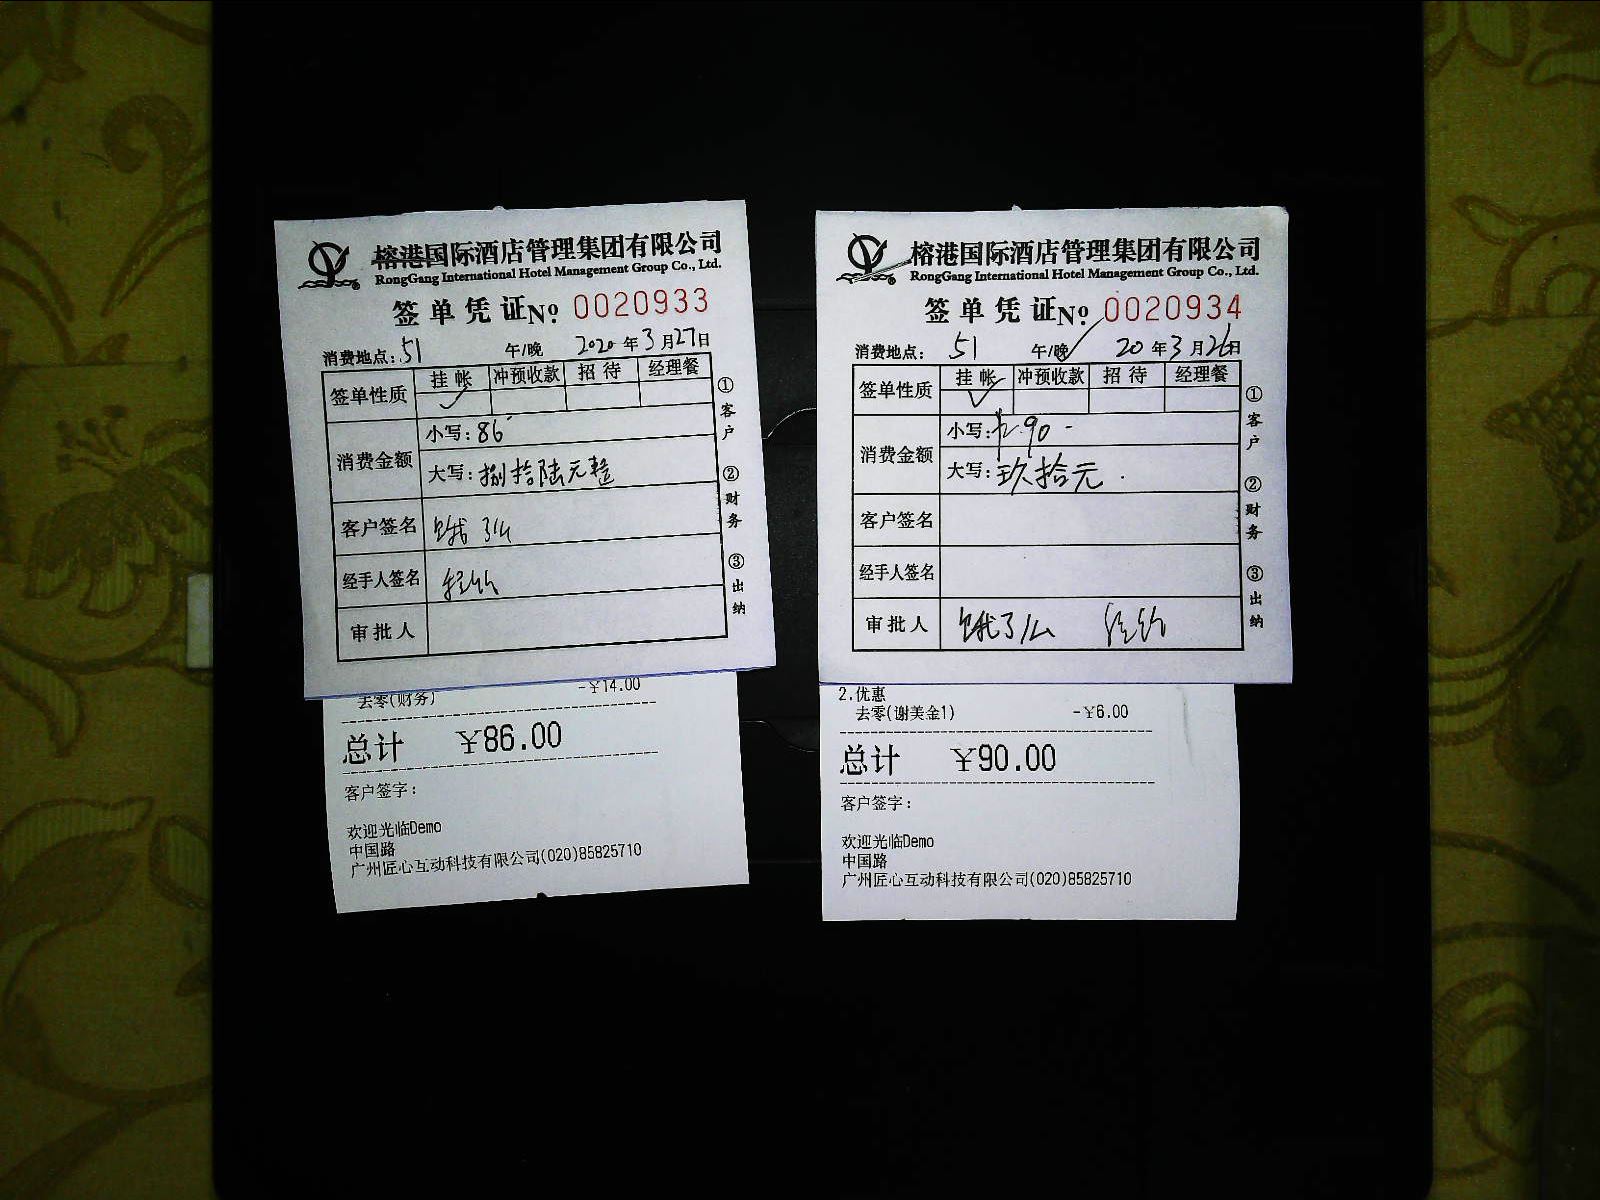 榕港国际酒店管理集团有限公司
RongGang International Hotel Management Group Co., Ltd.
签单凭证No. 0020933
消费地点：51 午/晚 2020年3月27日
签单性质 挂帐 冲预收款 招待 经理餐
消费金额
小写：86
大写：捌拾陆元整
客户签名 饿了么
经手人签名
审批人
①客户 ②财务 ③出纳
去零(财务) -￥14.00
总计 ￥86.00
客户签字：
欢迎光临Demo
中国路
广州匠心互动科技有限公司(020)85825710
榕港国际酒店管理集团有限公司
RongGang International Hotel Management Group Co., Ltd.
签单凭证No. 0020934
消费地点：51 午/晚 20年3月26日
签单性质 挂帐 冲预收款 招待 经理餐
消费金额
小写：90-
大写：玖拾元.
客户签名
经手人签名
审批人 饿了么
①客户 ②财务 ③出纳
2.优惠
去零(谢美金1) -￥6.00
总计 ￥90.00
客户签字：
欢迎光临Demo
中国路
广州匠心互动科技有限公司(020)85825710